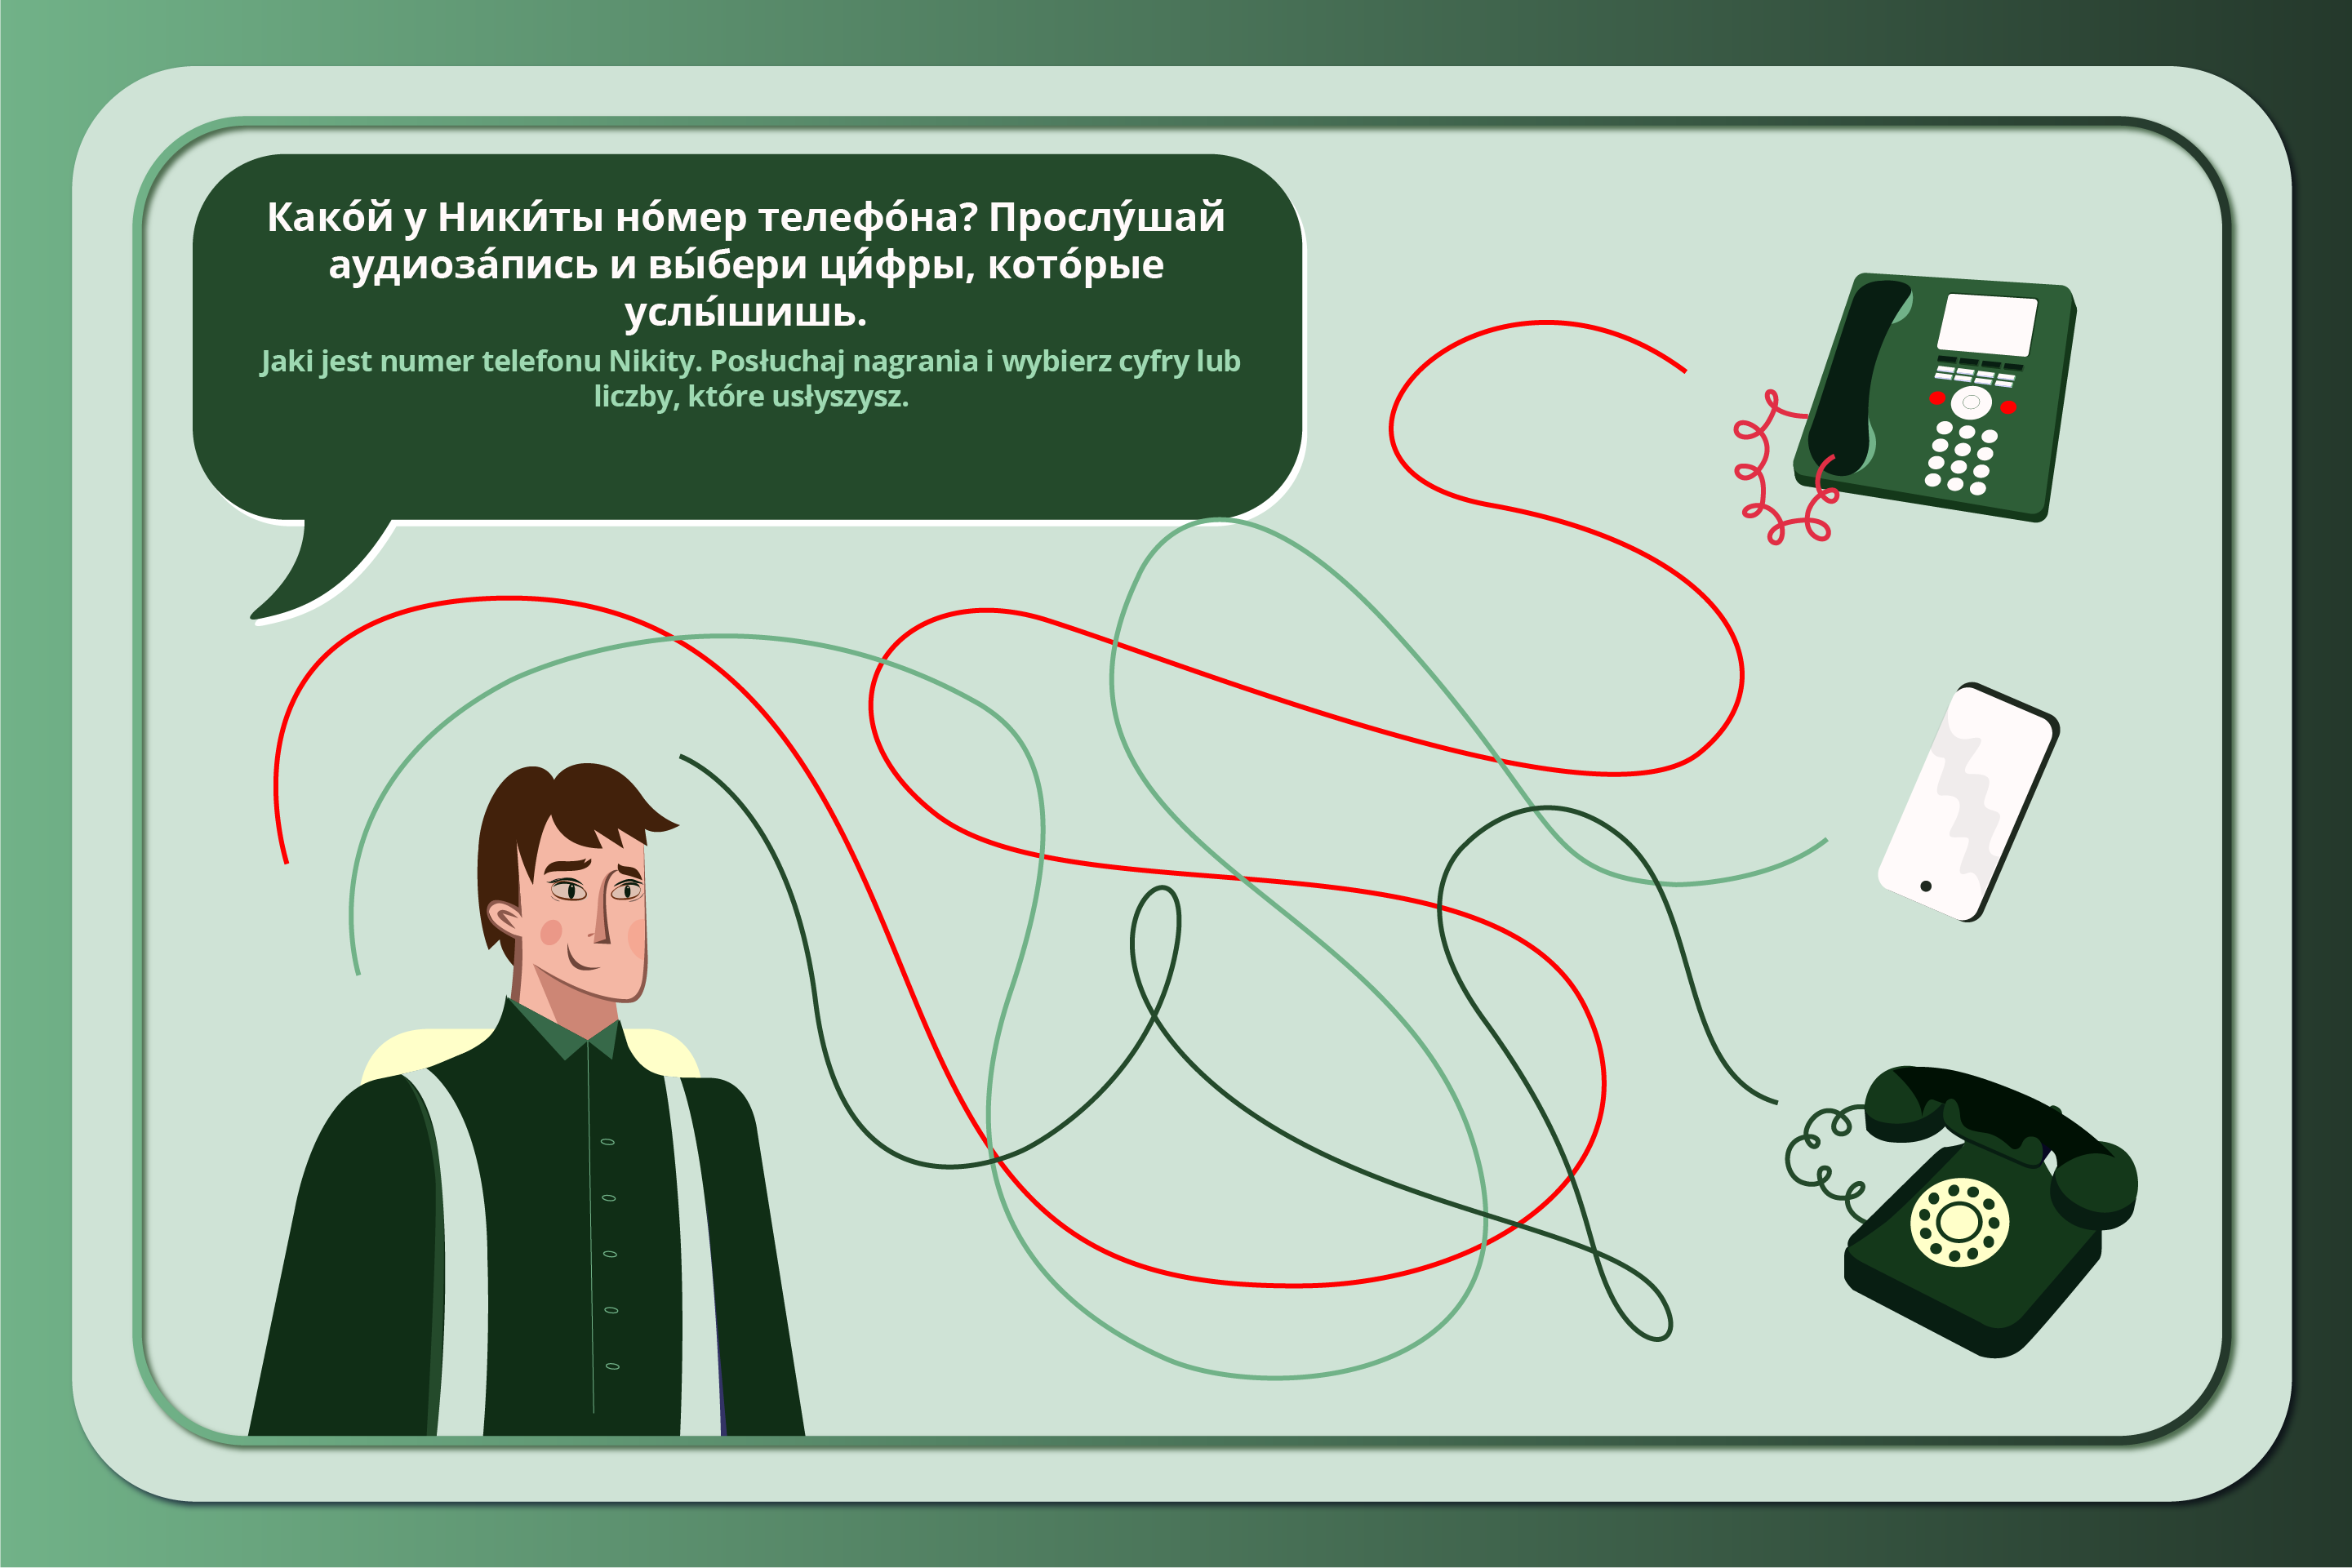 Како́й у Ники́ты но́мер телефо́на? Прослу́шай
аудиоза́пись и вы́бери ци́фры, кото́рые
услы́шишь.
Jaki jest numer telefonu Nikity. Posłuchaj nagrania i wybierz cyfry lub
liczby, które usłyszysz.